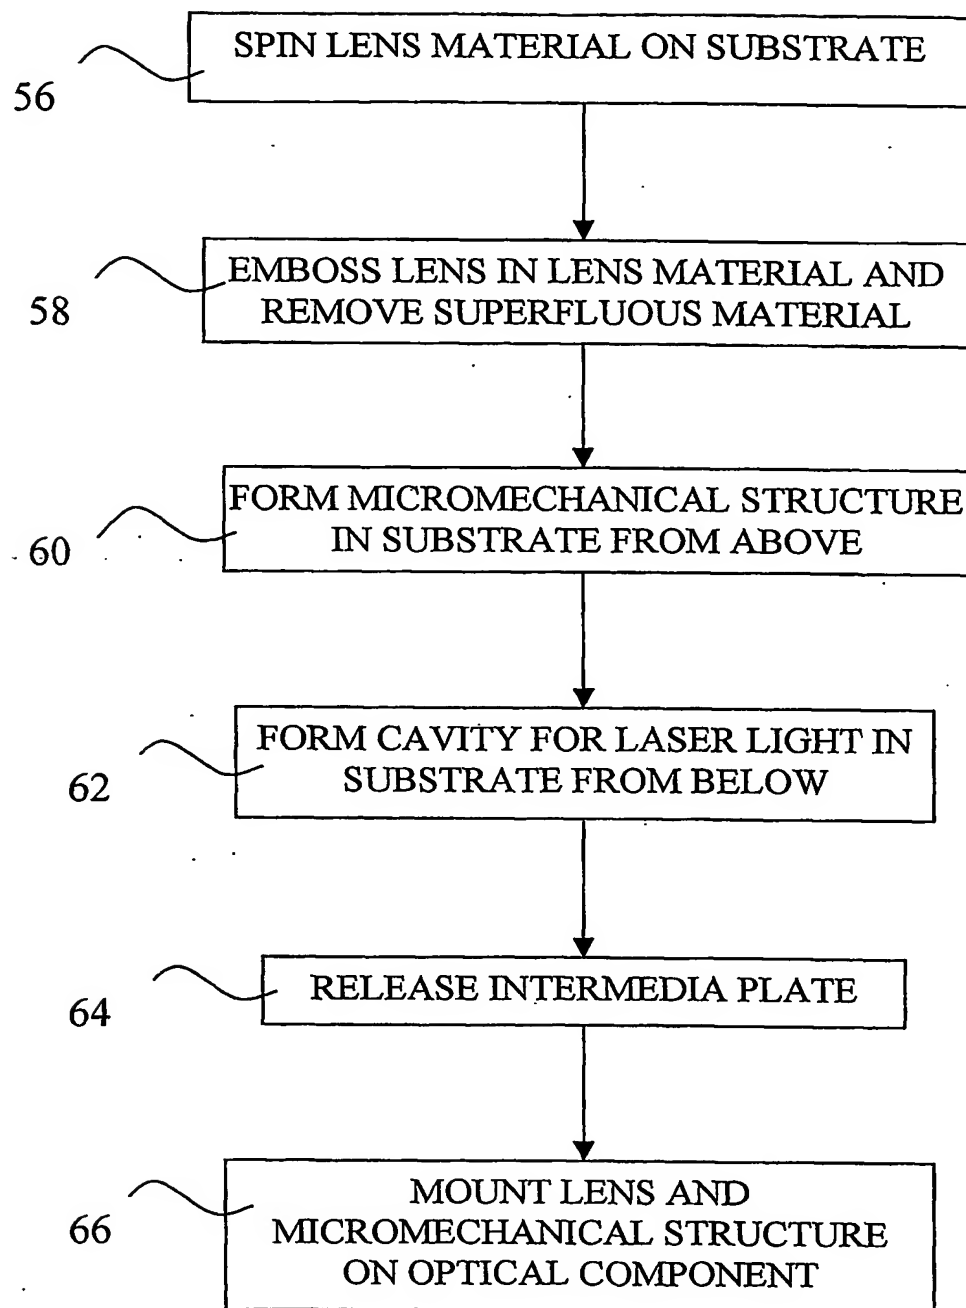 SPIN LENS MATERIAL ON SUBSTRATE
56
EMBOSS LENS IN LENS MATERIAL AND
REMOVE SUPERFLUOUS MATERIAL
58
FORM MICROMECHANICAL STRUCTURE
IN SUBSTRATE FROM ABOVE
60
FORM CAVITY FOR LASER LIGHT IN
SUBSTRATE FROM BELOW
62
RELEASE INTERMEDIA PLATE
64
MOUNT LENS AND
MICROMECHANICAL STRUCTURE
ON OPTICAL COMPONENT
66